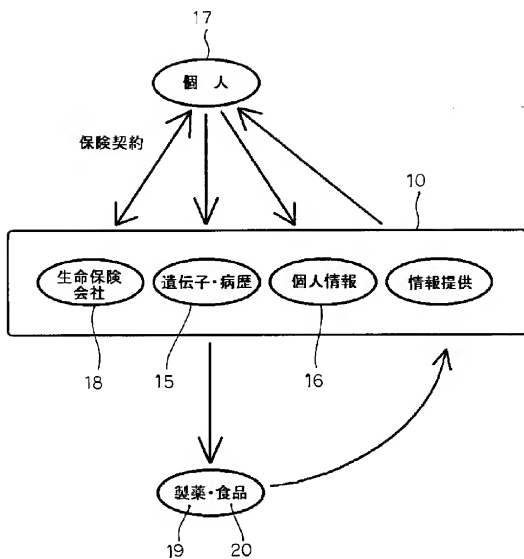 17
個人
保険契約
10
生命保険
会社
遺伝子・病歴
個人情報
情報提供
18
15
16
製薬・食品
19
20